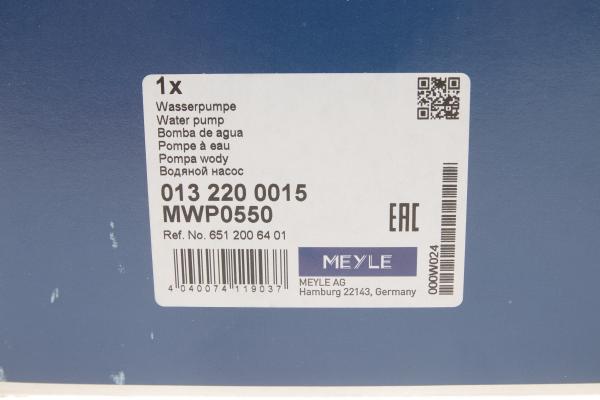 1x
Wasserpumpe
Water pump
Bomba de agua
Pompe à eau
Pompa wody
Водяной насос
013 220 0015
MWP0550
Ref. No. 651 200 64 01
EAC
MEYLE
MEYLE AG
Hamburg 22143, Germany
4 040074 119037
000W024